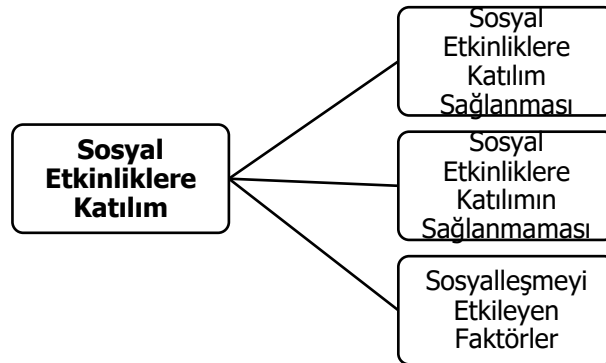 Sosyal
Etkinliklere
Katılım
Sosyal
Etkinliklere
Katılım
Sağlanması
Sosyal
Etkinliklere
Katılımın
Sağlanmaması
Sosyalleşmeyi
Etkileyen
Faktörler